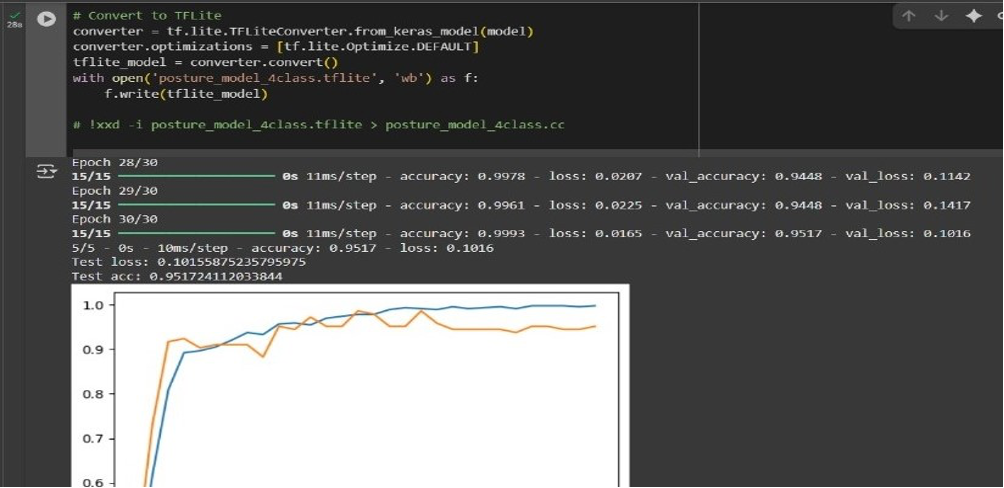 28s
# Convert to TFLite
converter = tf.lite.TFLiteConverter.from_keras_model(model)
converter.optimizations = [tf.lite.Optimize.DEFAULT]
tflite_model = converter.convert()
with open('posture_model_4class.tflite', 'wb') as f:
    f.write(tflite_model)
# !xxd -i posture_model_4class.tflite > posture_model_4class.cc
Epoch 28/30
15/15 0s 11ms/step - accuracy: 0.9978 - loss: 0.0207 - val_accuracy: 0.9448 - val_loss: 0.1142
Epoch 29/30
15/15 0s 11ms/step - accuracy: 0.9961 - loss: 0.0225 - val_accuracy: 0.9448 - val_loss: 0.1417
Epoch 30/30
15/15 0s 11ms/step - accuracy: 0.9993 - loss: 0.0165 - val_accuracy: 0.9517 - val_loss: 0.1016
5/5 - 0s - 10ms/step - accuracy: 0.9517 - loss: 0.1016
Test loss: 0.10155875235795975
Test acc: 0.951724112033844
1.0
0.9
0.8
0.7
0.6